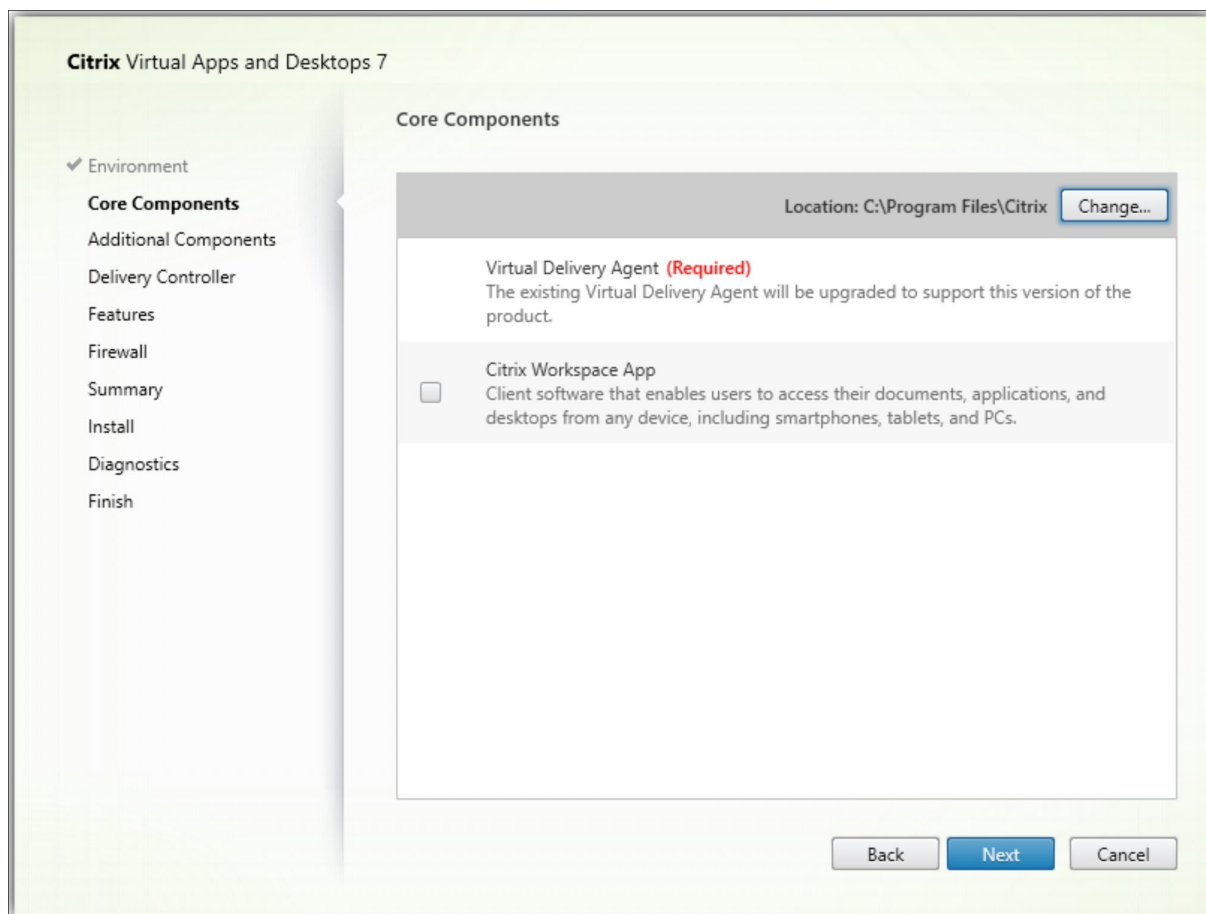 Citrix Virtual Apps and Desktops 7
Environment
Core Components
Additional Components
Delivery Controller
Features
Firewall
Summary
Install
Diagnostics
Finish
Core Components
Location: C:\Program Files\Citrix
Change...
Virtual Delivery Agent (Required)
The existing Virtual Delivery Agent will be upgraded to support this version of the
product.
Citrix Workspace App
Client software that enables users to access their documents, applications, and
desktops from any device, including smartphones, tablets, and PCs.
Back
Next
Cancel